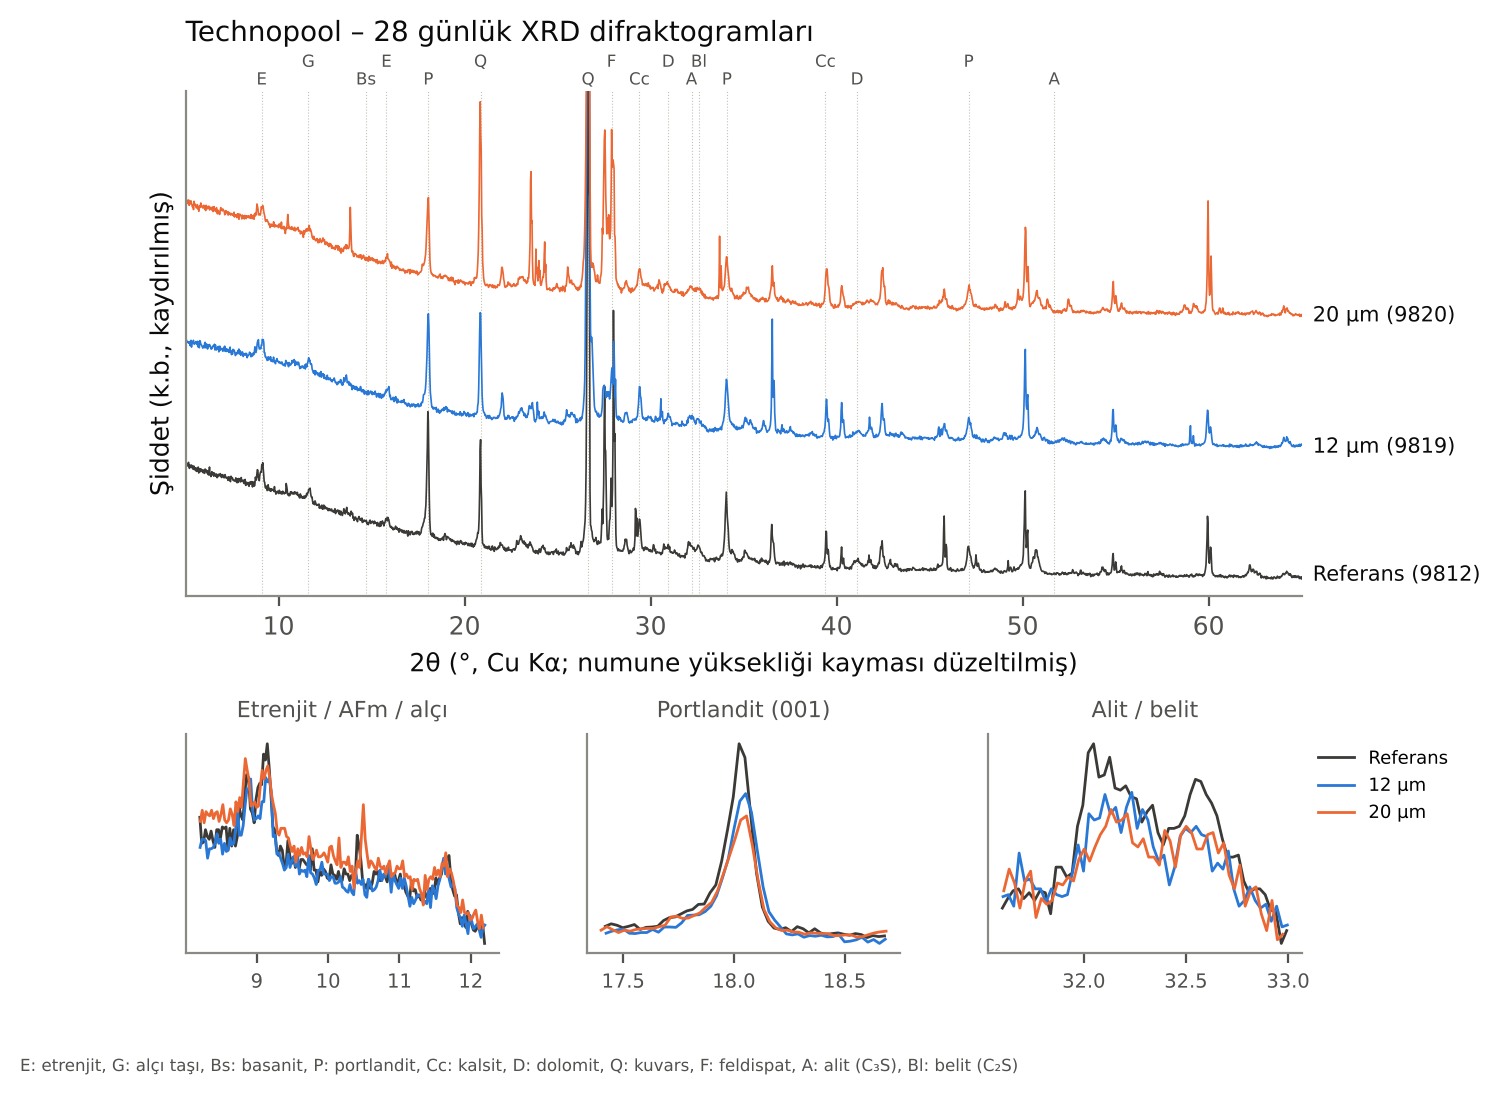 Technopool – 28 günlük XRD difraktogramları
G E Q F D Bl Cc P
E Bs P Q Cc A P D A
Şiddet (k.b., kaydırılmış)
20 µm (9820)
12 µm (9819)
Referans (9812)
10 20 30 40 50 60
2θ (°, Cu Kα; numune yüksekliği kayması düzeltilmiş)
Etrenjit / AFm / alçı
Portlandit (001)
Alit / belit
Referans
12 µm
20 µm
9 10 11 12
17.5 18.0 18.5
32.0 32.5 33.0
E: etrenjit, G: alçı taşı, Bs: basanit, P: portlandit, Cc: kalsit, D: dolomit, Q: kuvars, F: feldispat, A: alit (C₃S), Bl: belit (C₂S)